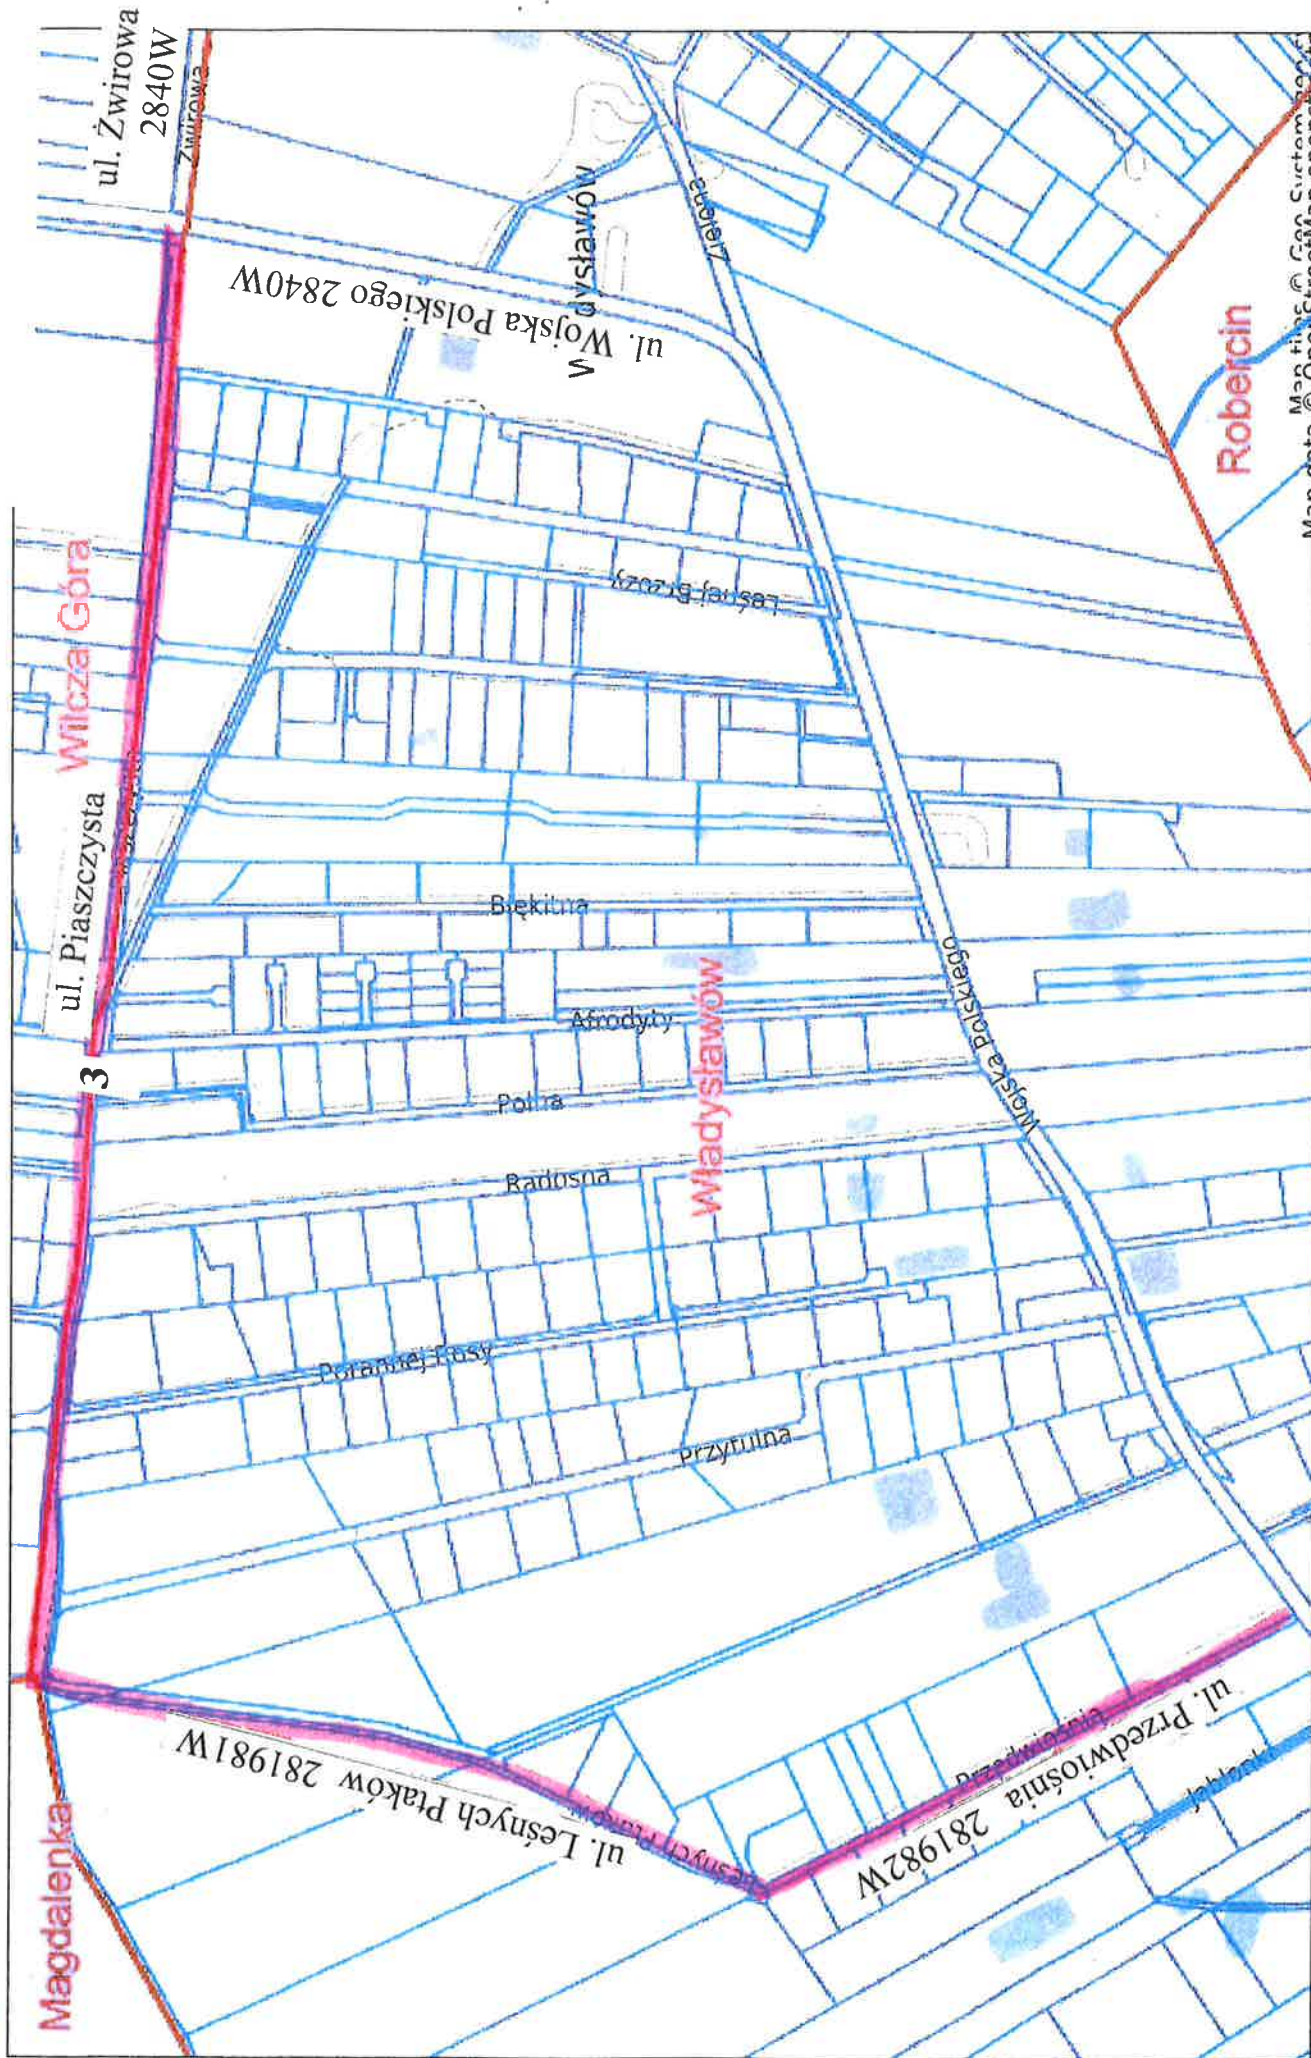 Magdalenka
Wilcza Góra
ul. Piaszczysta
3
ul. Żwirowa
2840W
Żwirowa
ul. Wojska Polskiego 2840W
W dysławów
Zielona
Robercin
Leśnej Brzozy
Błękitna
Afrodyty
Polna
Radosna
Władysławów
Porannej Rosy
Przytulna
Wojska Polskiego
ul. Leśnych Ptaków 281981W
Leśnych Ptaków
Przedwiośnia
ul. Przedwiośnia 281982W